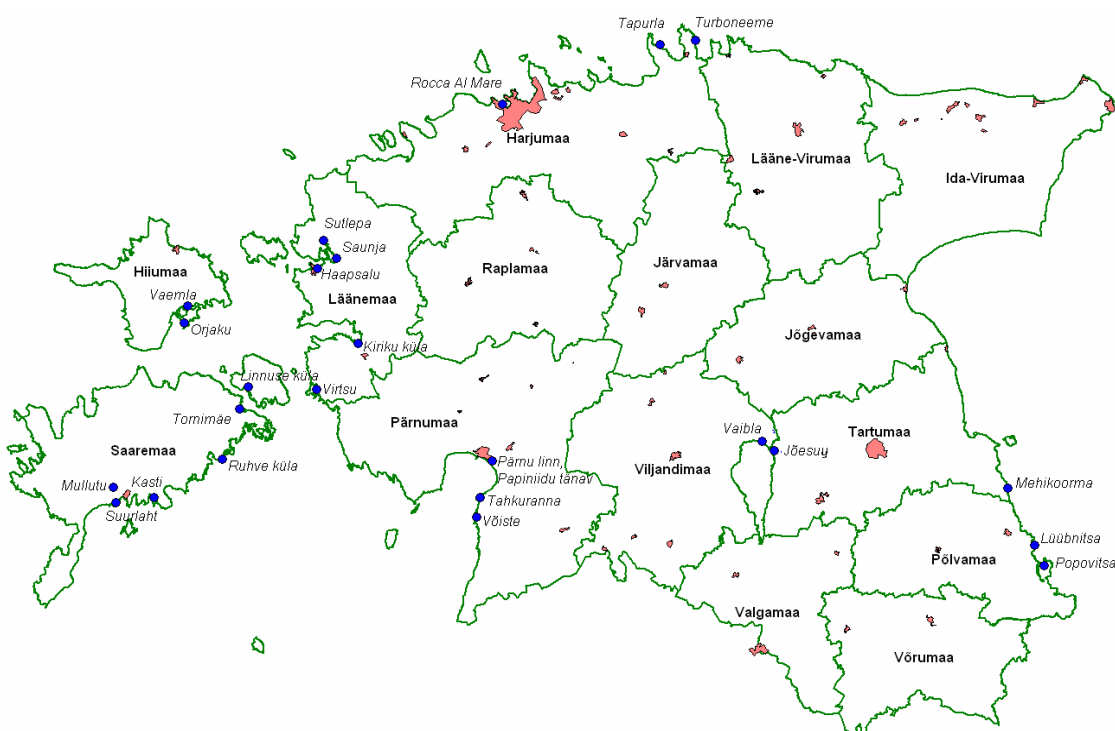 Tapurla
Turboneeme
Rocca Al Mare
Harjumaa
Lääne-Virumaa
Ida-Virumaa
Sutlepa
Saunja
Haapsalu
Läänemaa
Hiiumaa
Vaemla
Orjaku
Raplamaa
Järvamaa
Jõgevamaa
Kiriku küla
Linnuse küla
Virtsu
Tornimäe
Saaremaa
Ruhve küla
Mullutu
Kasti
Suurlaht
Pärnumaa
Pärnu linn,
Papiniidu tänav
Tahkuranna
Võiste
Viljandimaa
Vaibla
Jõesuu
Tartumaa
Mehikoorma
Lüübnitsa
Popovitsa
Põlvamaa
Valgamaa
Võrumaa